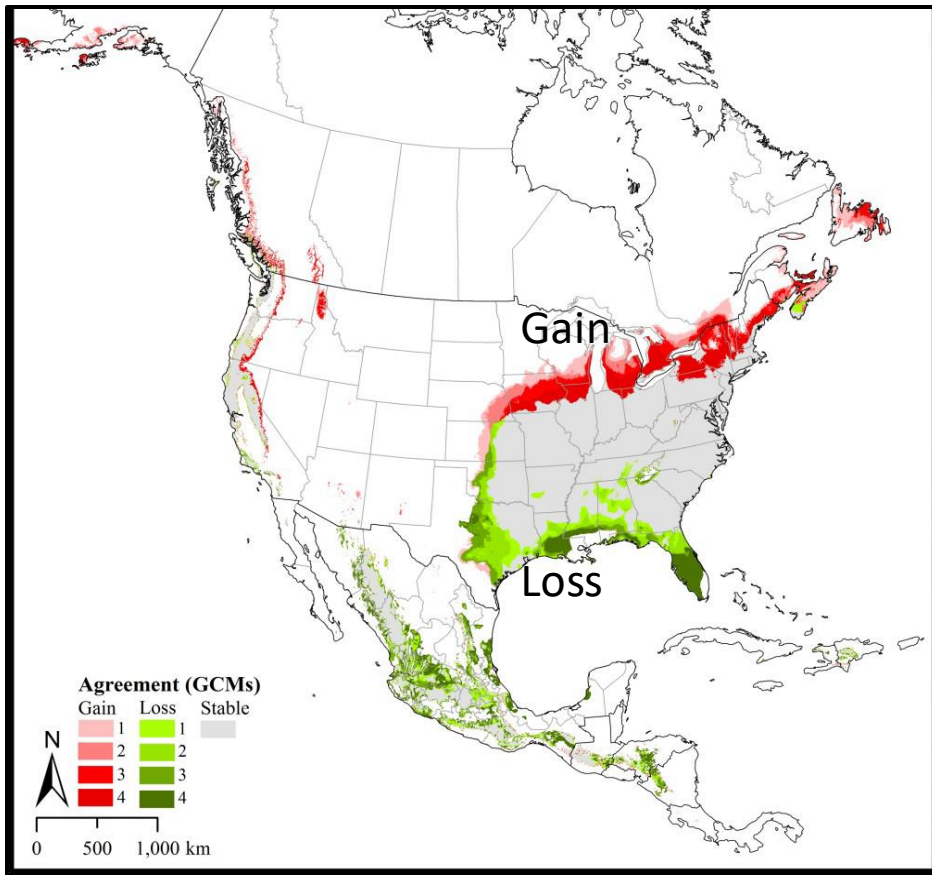 Gain
Loss
Agreement (GCMs)
Gain Loss Stable
1 1
2 2
3 3
4 4
N
0 500 1,000 km